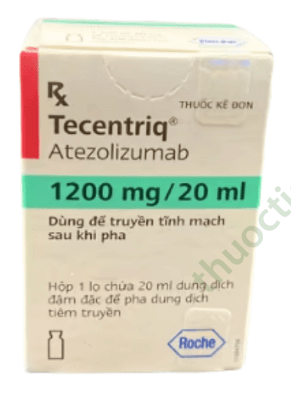 Rx
THUỐC KÊ ĐƠN
Tecentriq®
Atezolizumab
1200 mg/20 ml
Dùng để truyền tĩnh mạch
sau khi pha
Hộp 1 lọ chứa 20 ml dung dịch
đậm đặc để pha dung dịch
tiêm truyền
Roche
thuocti